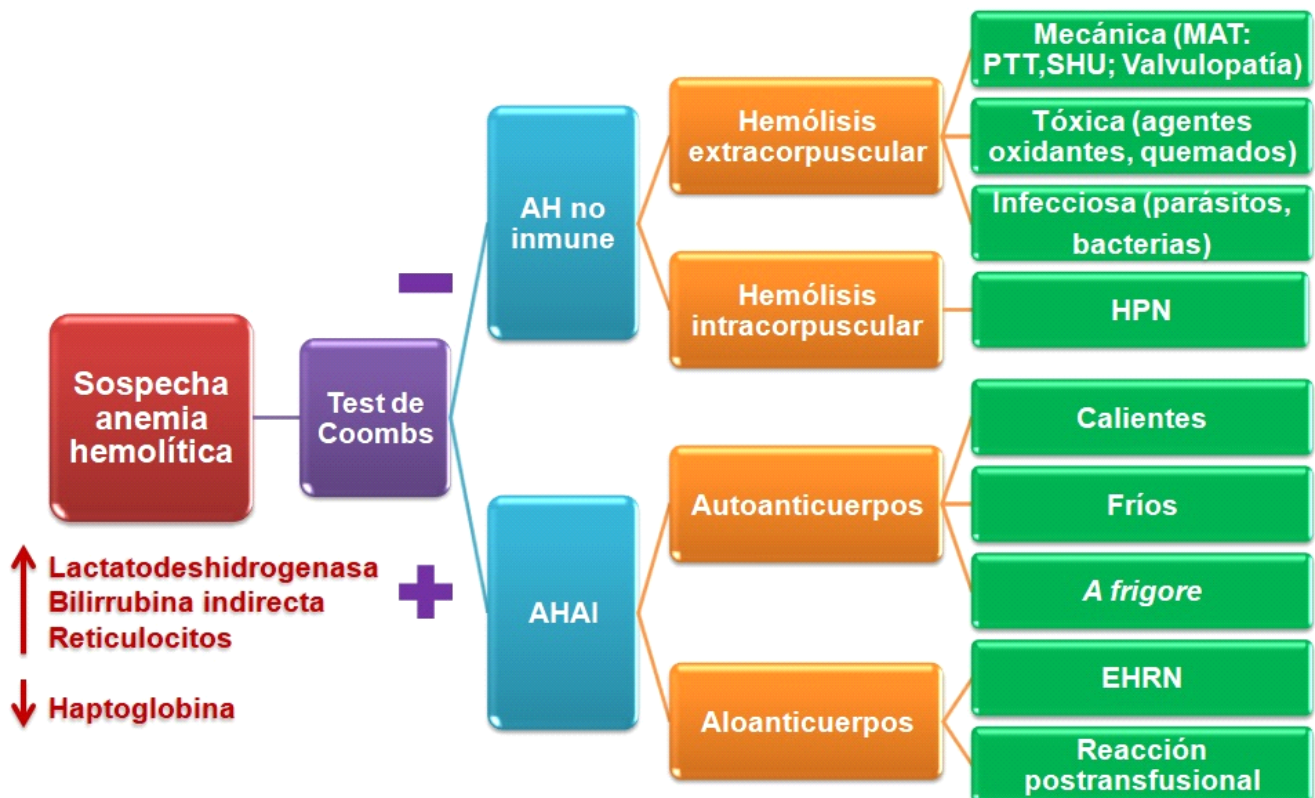 Sospecha
anemia
hemolítica
Lactatodeshidrogenasa
Bilirrubina indirecta
Reticulocitos
Haptoglobina
Test de
Coombs
AH no
inmune
AHAI
Hemólisis
extracorpuscular
Hemólisis
intracorpuscular
Autoanticuerpos
Aloanticuerpos
Mecánica (MAT:
PTT,SHU; Valvulopatía)
Tóxica (agentes
oxidantes, quemados)
Infecciosa (parásitos,
bacterias)
HPN
Calientes
Fríos
A frigore
EHRN
Reacción
postransfusional